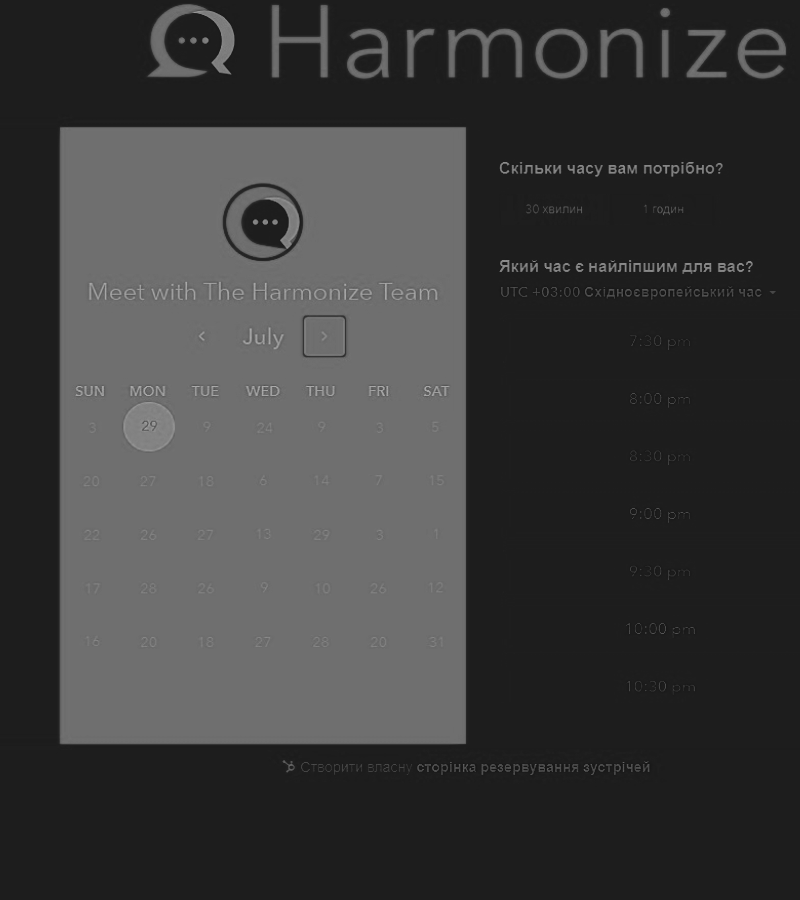 Harmonize
Meet with The Harmonize Team
July
SUN MON TUE WED THU FRI SAT
3 29 9 24 9 3 5
20 27 18 6 14 7 15
22 26 27 13 29 3 1
17 28 26 9 10 26 12
16 20 18 27 28 20 31
Скільки часу вам потрібно?
30 хвилин 1 годин
Який час є найліпшим для вас?
UTC +03:00 Східноєвропейський час
7:30 pm
8:00 pm
8:30 pm
9:00 pm
9:30 pm
10:00 pm
10:30 pm
Створити власну сторінка резервування зустрічей